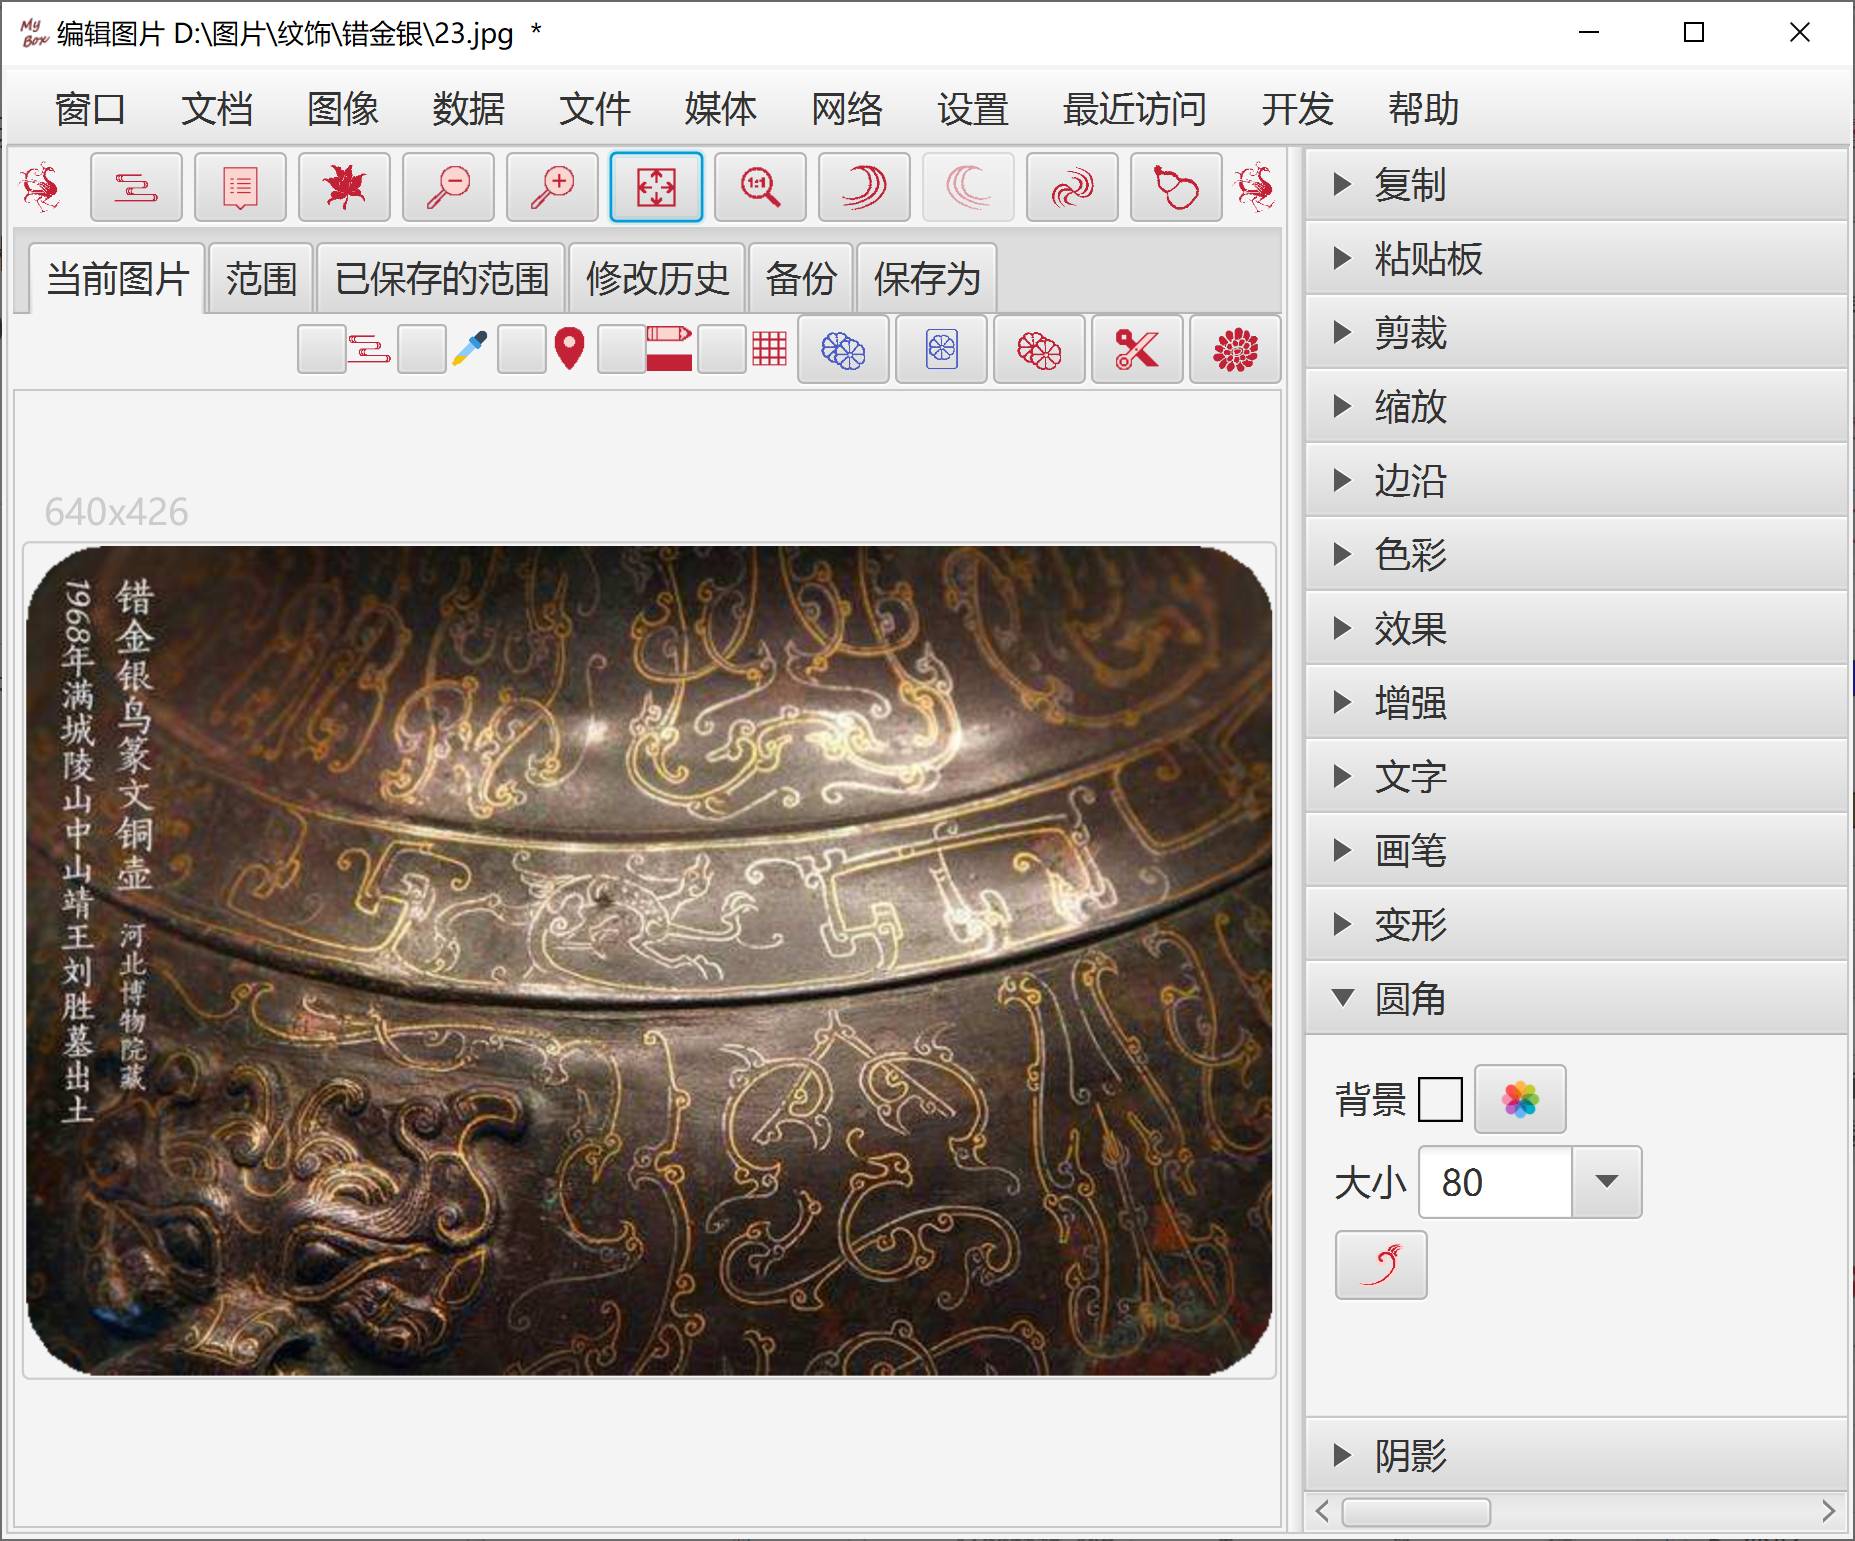 My Box
编辑图片 D:\图片\纹饰\错金银\23.jpg *
窗口 文档 图像 数据 文件 媒体 网络 设置 最近访问 开发 帮助
1:1
当前图片 范围 已保存的范围 修改历史 备份 保存为
640x426
错金银鸟篆文铜壶 河北博物院藏
1968年满城陵山中山靖王刘胜墓出土
复制
粘贴板
剪裁
缩放
边沿
色彩
效果
增强
文字
画笔
变形
圆角
背景
大小 80
阴影